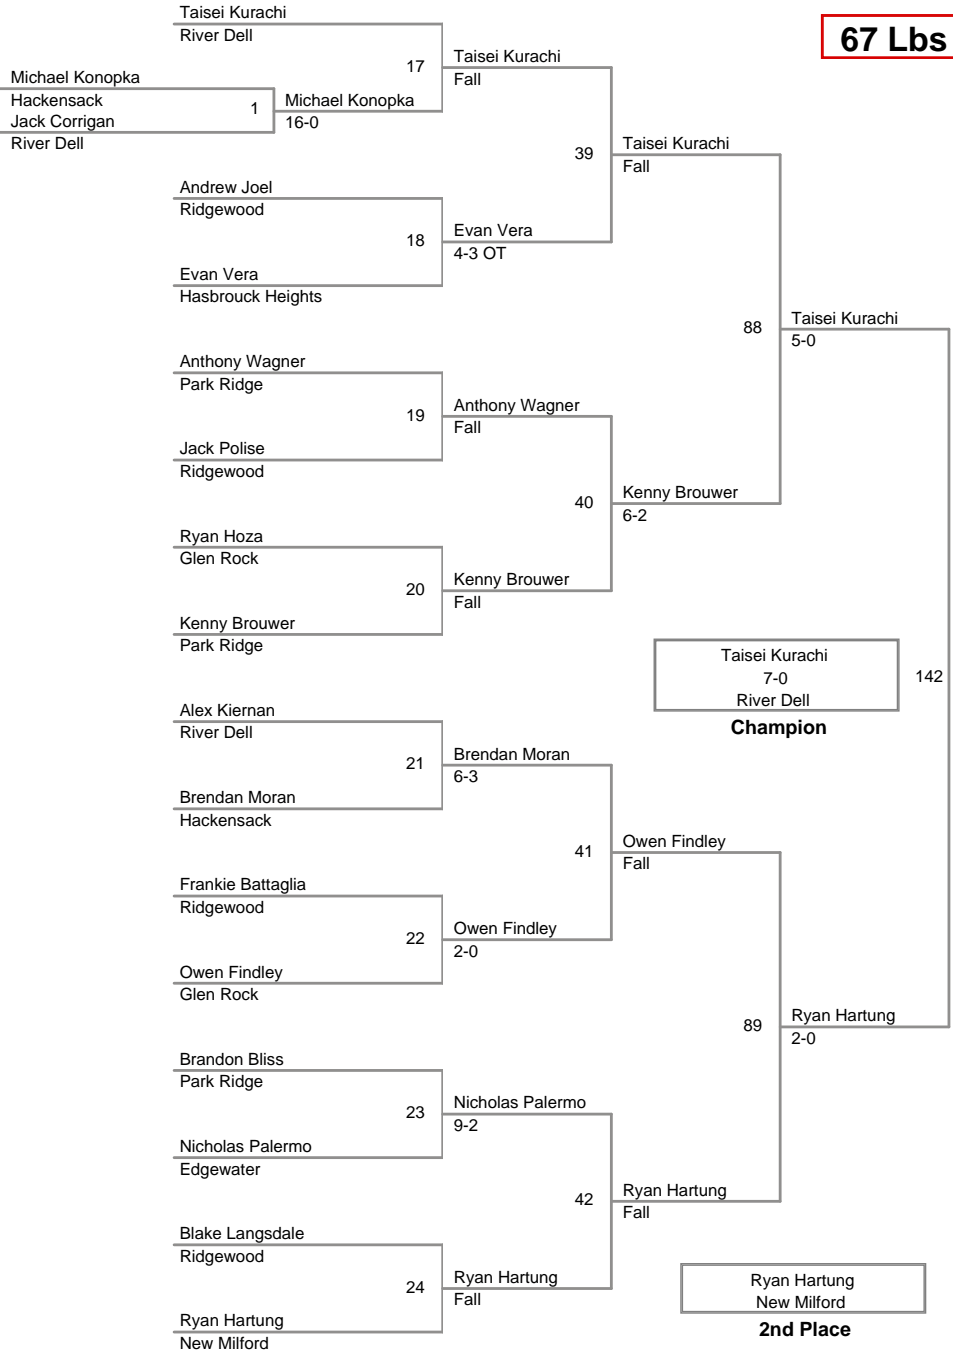 Taisei Kurachi
River Dell
67 Lbs
17
Taisei Kurachi
Fall
Michael Konopka
Hackensack
1
Michael Konopka
16-0
Jack Corrigan
River Dell
39
Taisei Kurachi
Fall
Andrew Joel
Ridgewood
18
Evan Vera
4-3 OT
Evan Vera
Hasbrouck Heights
88
Taisei Kurachi
5-0
Anthony Wagner
Park Ridge
19
Anthony Wagner
Fall
Jack Polise
Ridgewood
40
Kenny Brouwer
6-2
Ryan Hoza
Glen Rock
20
Kenny Brouwer
Fall
Kenny Brouwer
Park Ridge
Taisei Kurachi
7-0
River Dell
142
Champion
Alex Kiernan
River Dell
21
Brendan Moran
6-3
Brendan Moran
Hackensack
41
Owen Findley
Fall
Frankie Battaglia
Ridgewood
22
Owen Findley
2-0
Owen Findley
Glen Rock
89
Ryan Hartung
2-0
Brandon Bliss
Park Ridge
23
Nicholas Palermo
9-2
Nicholas Palermo
Edgewater
42
Ryan Hartung
Fall
Blake Langsdale
Ridgewood
24
Ryan Hartung
Fall
Ryan Hartung
New Milford
Ryan Hartung
New Milford
2nd Place